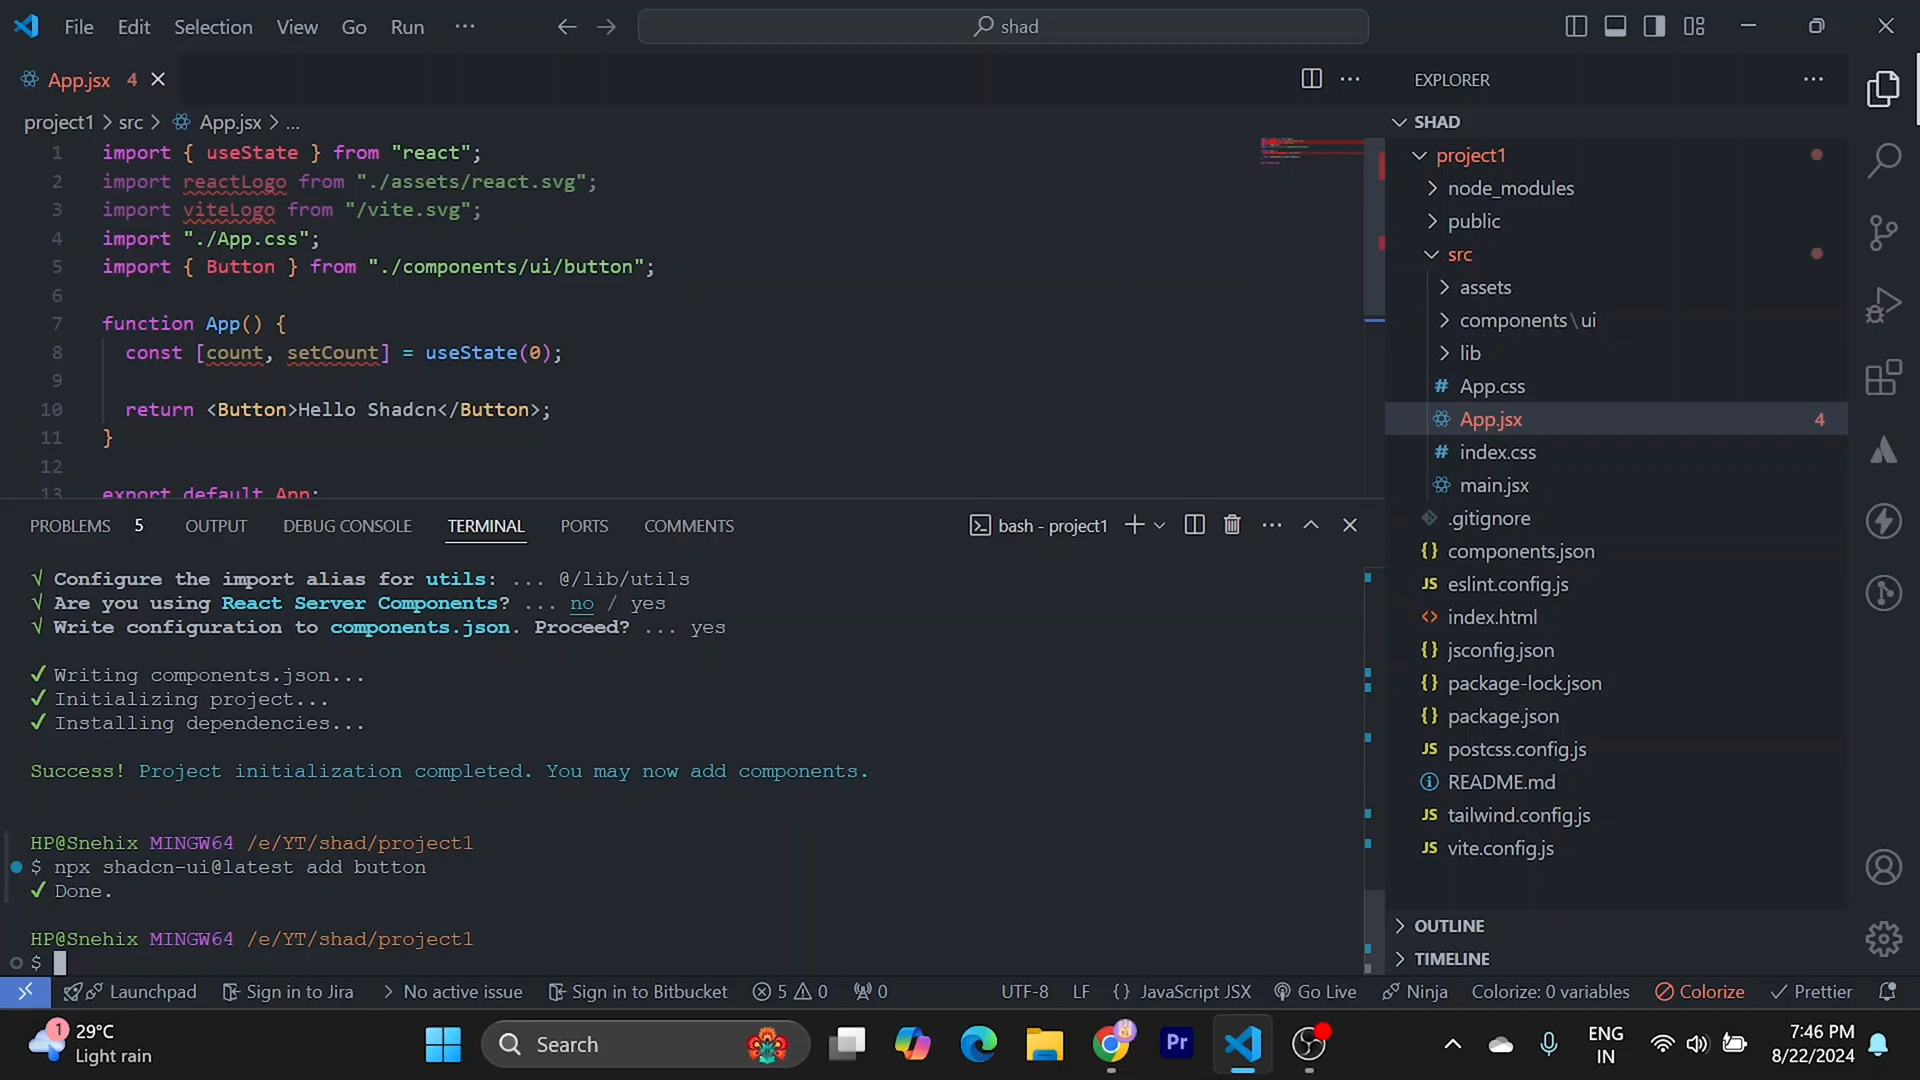 File Edit Selection View Go Run ···
shad
App.jsx 4
project1 > src > App.jsx > ...
1 import { useState } from "react";
2 import reactLogo from "./assets/react.svg";
3 import viteLogo from "/vite.svg";
4 import "./App.css";
5 import { Button } from "./components/ui/button";
6
7 function App() {
8 const [count, setCount] = useState(0);
9
10 return <Button>Hello Shadcn</Button>;
11 }
12
13 export default App;
PROBLEMS 5 OUTPUT DEBUG CONSOLE TERMINAL PORTS COMMENTS
bash - project1
√ Configure the import alias for utils: ... @/lib/utils
√ Are you using React Server Components? ... no / yes
√ Write configuration to components.json. Proceed? ... yes
✓ Writing components.json...
✓ Initializing project...
✓ Installing dependencies...
Success! Project initialization completed. You may now add components.
HP@Snehix MINGW64 /e/YT/shad/project1
$ npx shadcn-ui@latest add button
✓ Done.
HP@Snehix MINGW64 /e/YT/shad/project1
$
EXPLORER
SHAD
project1
node_modules
public
src
assets
components\ui
lib
# App.css
App.jsx 4
# index.css
main.jsx
.gitignore
{} components.json
JS eslint.config.js
<> index.html
{} jsconfig.json
{} package-lock.json
{} package.json
JS postcss.config.js
README.md
JS tailwind.config.js
JS vite.config.js
OUTLINE
TIMELINE
Launchpad Sign in to Jira > No active issue Sign in to Bitbucket 5 0 0
UTF-8 LF {} JavaScript JSX Go Live Ninja Colorize: 0 variables Colorize Prettier
1
29°C
Light rain
Search
Pr
ENG
IN
7:46 PM
8/22/2024